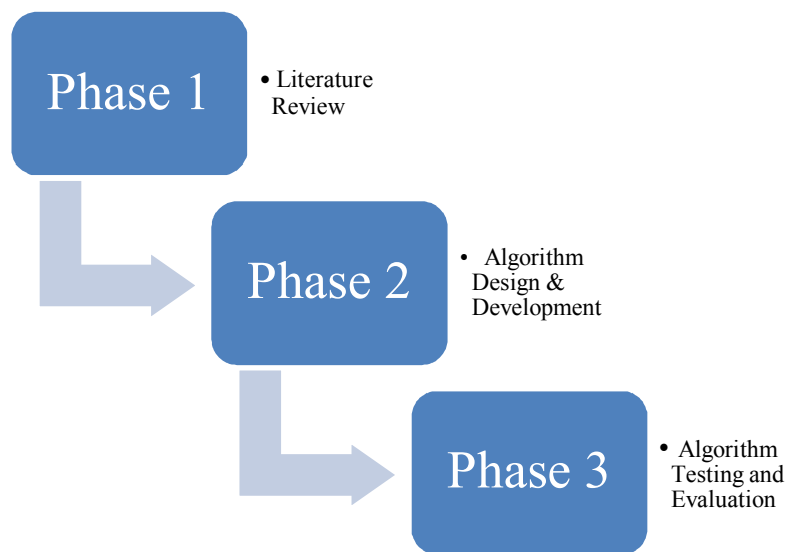 Phase 1
• Literature
Review
Phase 2
• Algorithm
Design &
Development
Phase 3
• Algorithm
Testing and
Evaluation